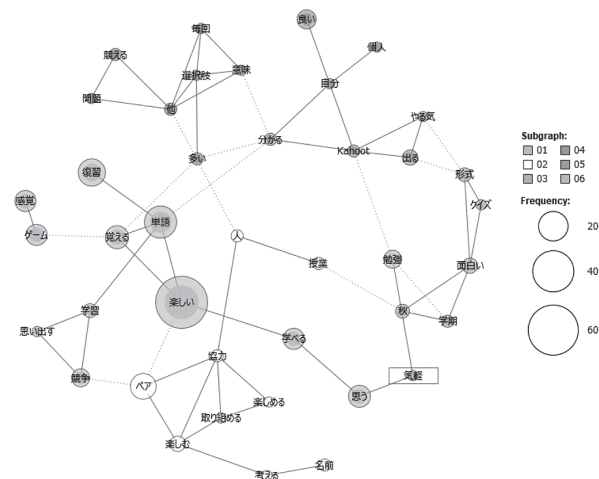 良い
毎回
個人
競える
選択肢
意味
自分
問題
他
やる気
分かる
Kahoot
出る
多い
形式
復習
感覚
クイズ
単語
ゲーム
覚える
人
授業
勉強
面白い
楽しい
学習
秋
学期
思い出す
学べる
協力
競争
ペア
気軽
思う
楽しめる
取り組める
楽しむ
名前
考える
Subgraph:
01 04
02 05
03 06
Frequency:
20
40
60